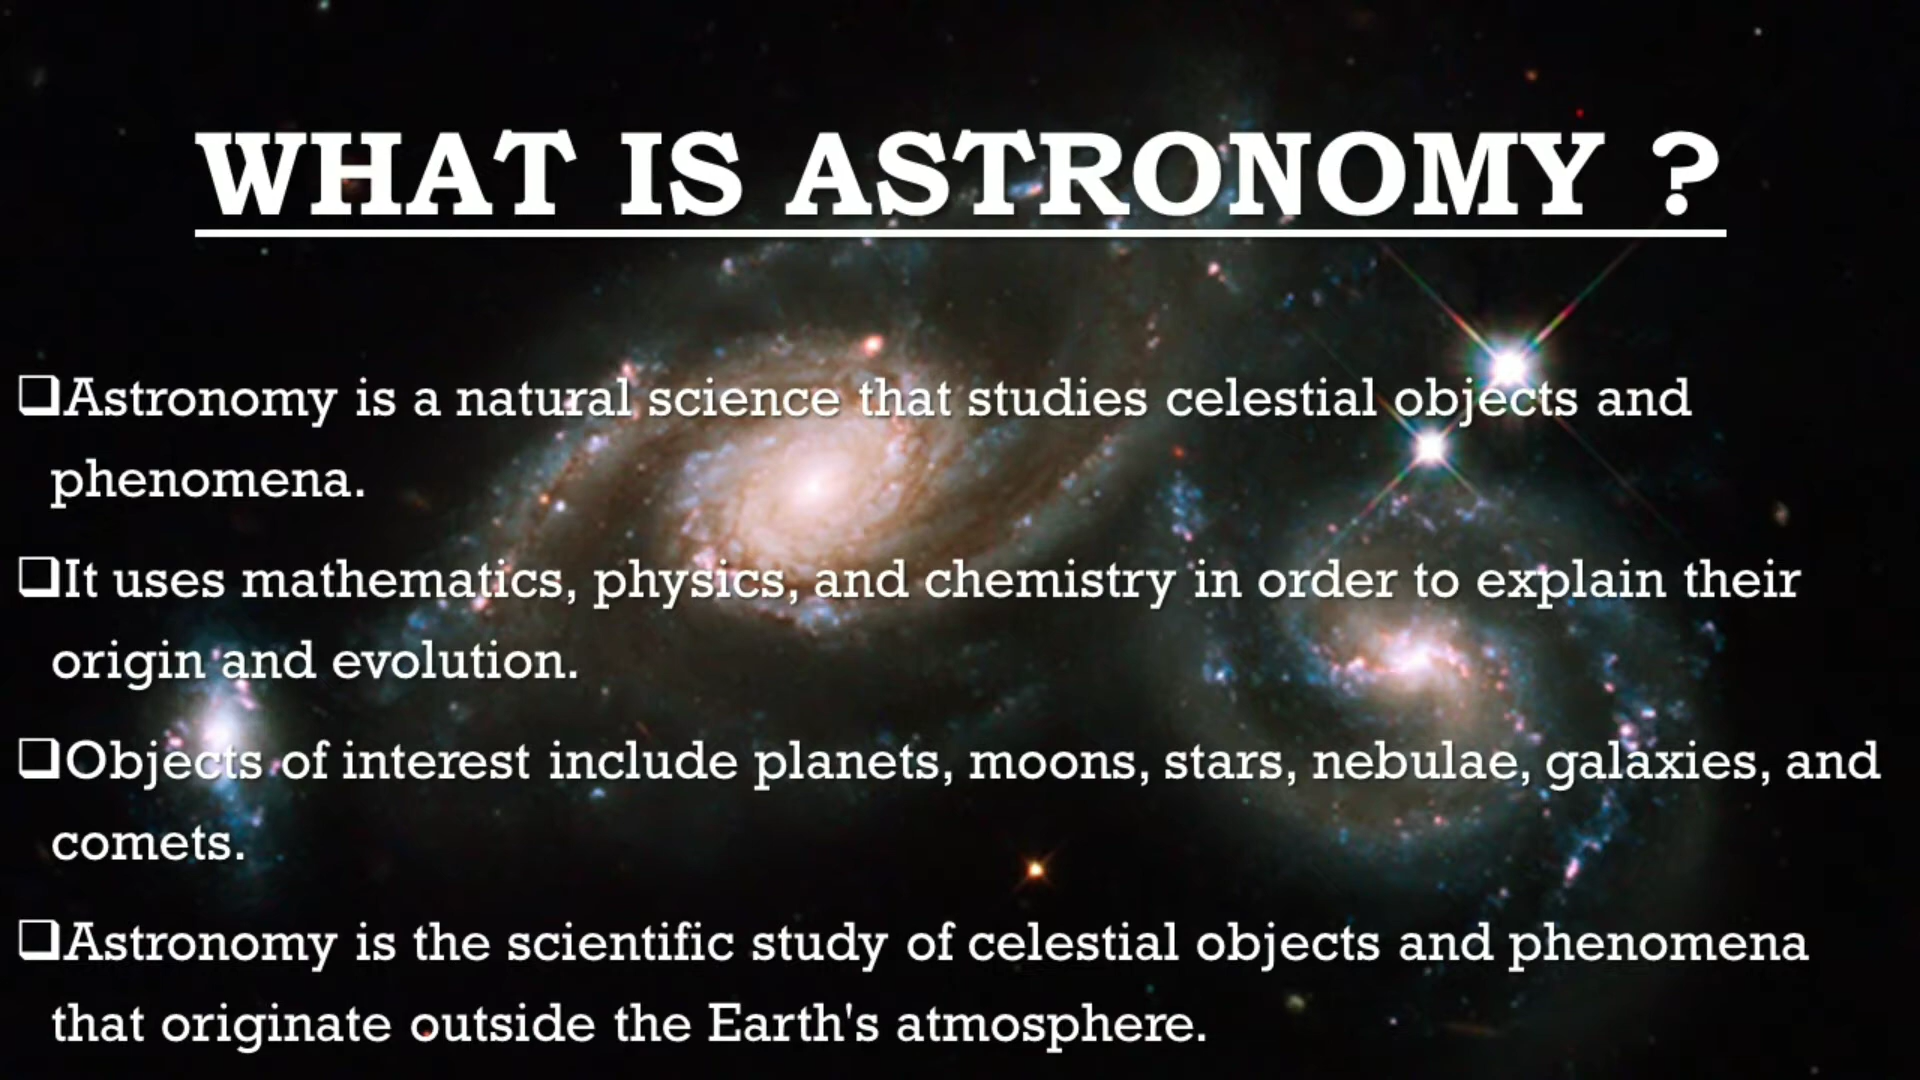 WHAT IS ASTRONOMY ?
❑Astronomy is a natural science that studies celestial objects and
phenomena.
❑It uses mathematics, physics, and chemistry in order to explain their
origin and evolution.
❑Objects of interest include planets, moons, stars, nebulae, galaxies, and
comets.
❑Astronomy is the scientific study of celestial objects and phenomena
that originate outside the Earth's atmosphere.